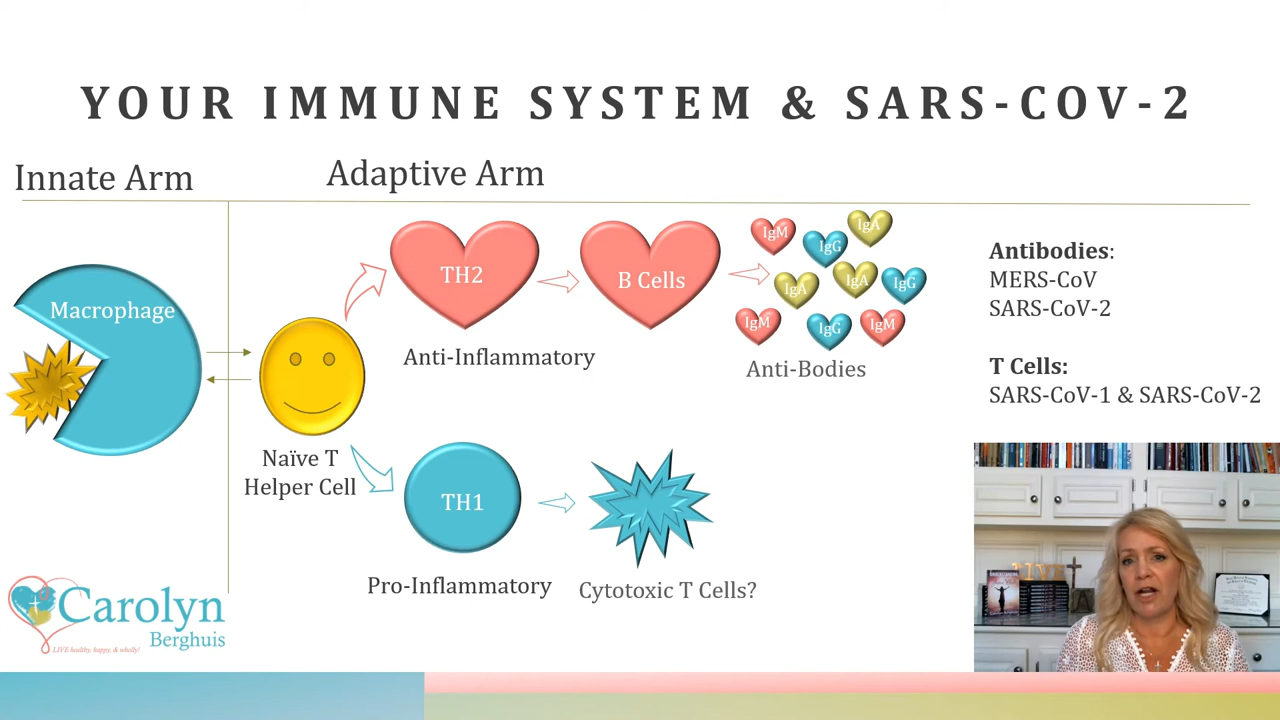 YOUR IMMUNE SYSTEM & SARS-COV-2
Innate Arm
Adaptive Arm
Macrophage
Naïve T
Helper Cell
TH2
B Cells
Anti-Inflammatory
IgM
IgG
IgA
IgA
IgA
IgG
IgM
IgG
IgM
Anti-Bodies
TH1
Pro-Inflammatory
Cytotoxic T Cells?
Antibodies:
MERS-CoV
SARS-CoV-2
T Cells:
SARS-CoV-1 & SARS-CoV-2
Carolyn
Berghuis
LIVE healthy, happy, & wholly!